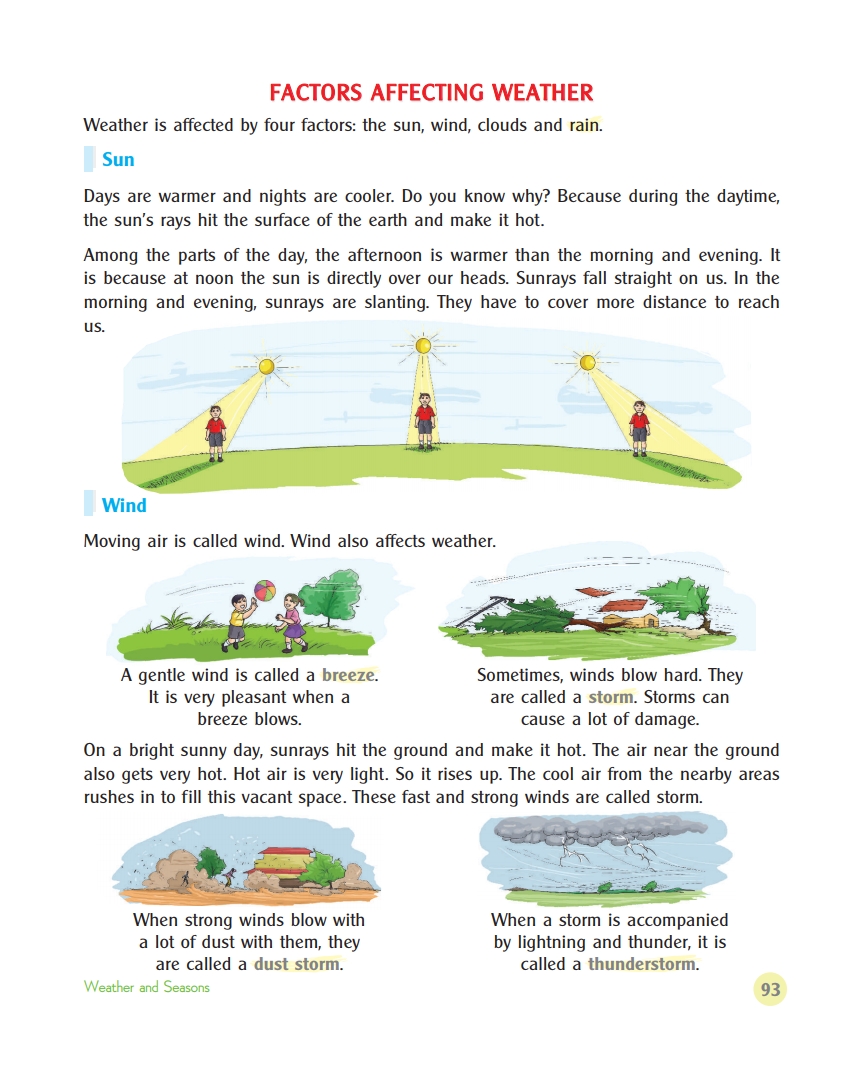 FACTORS AFFECTING WEATHER
Weather is affected by four factors: the sun, wind, clouds and rain.
Sun
Days are warmer and nights are cooler. Do you know why? Because during the daytime,
the sun’s rays hit the surface of the earth and make it hot.
Among the parts of the day, the afternoon is warmer than the morning and evening. It
is because at noon the sun is directly over our heads. Sunrays fall straight on us. In the
morning and evening, sunrays are slanting. They have to cover more distance to reach
us.
Wind
Moving air is called wind. Wind also affects weather.
A gentle wind is called a breeze.
It is very pleasant when a
breeze blows.
Sometimes, winds blow hard. They
are called a storm. Storms can
cause a lot of damage.
On a bright sunny day, sunrays hit the ground and make it hot. The air near the ground
also gets very hot. Hot air is very light. So it rises up. The cool air from the nearby areas
rushes in to fill this vacant space. These fast and strong winds are called storm.
When strong winds blow with
a lot of dust with them, they
are called a dust storm.
When a storm is accompanied
by lightning and thunder, it is
called a thunderstorm.
Weather and Seasons
93